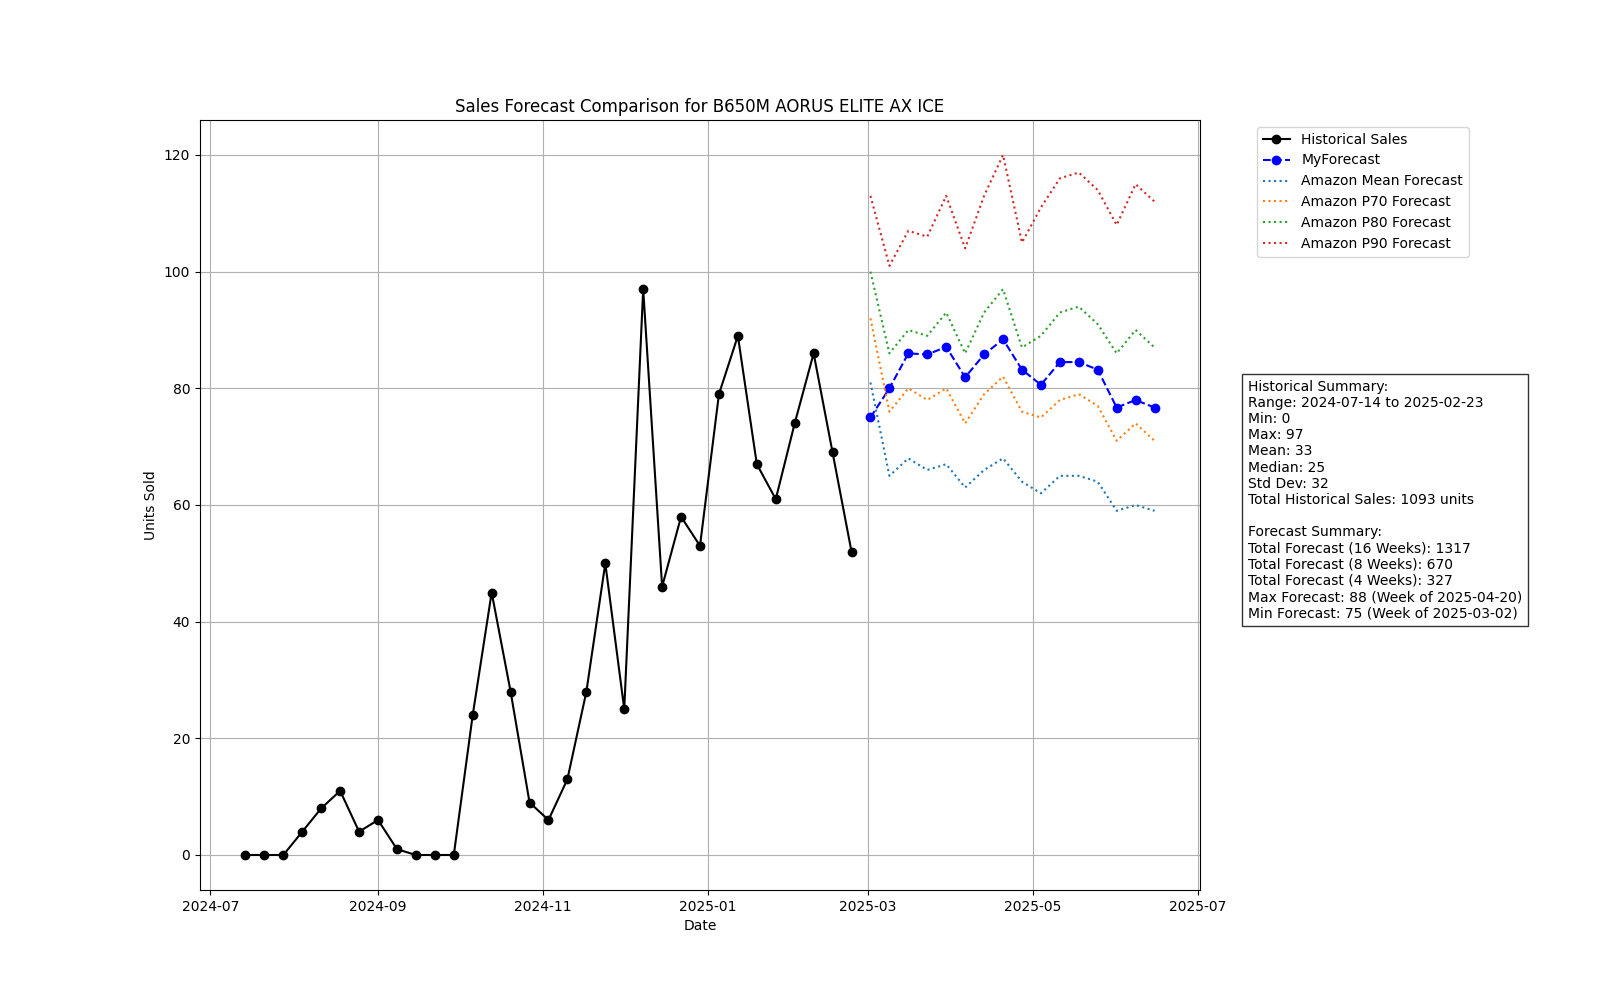 Sales Forecast Comparison for B650M AORUS ELITE AX ICE
120
100
80
60
40
20
0
Units Sold
2024-07
2024-09
2024-11
2025-01
2025-03
2025-05
2025-07
Date
Historical Sales
MyForecast
Amazon Mean Forecast
Amazon P70 Forecast
Amazon P80 Forecast
Amazon P90 Forecast
Historical Summary:
Range: 2024-07-14 to 2025-02-23
Min: 0
Max: 97
Mean: 33
Median: 25
Std Dev: 32
Total Historical Sales: 1093 units
Forecast Summary:
Total Forecast (16 Weeks): 1317
Total Forecast (8 Weeks): 670
Total Forecast (4 Weeks): 327
Max Forecast: 88 (Week of 2025-04-20)
Min Forecast: 75 (Week of 2025-03-02)